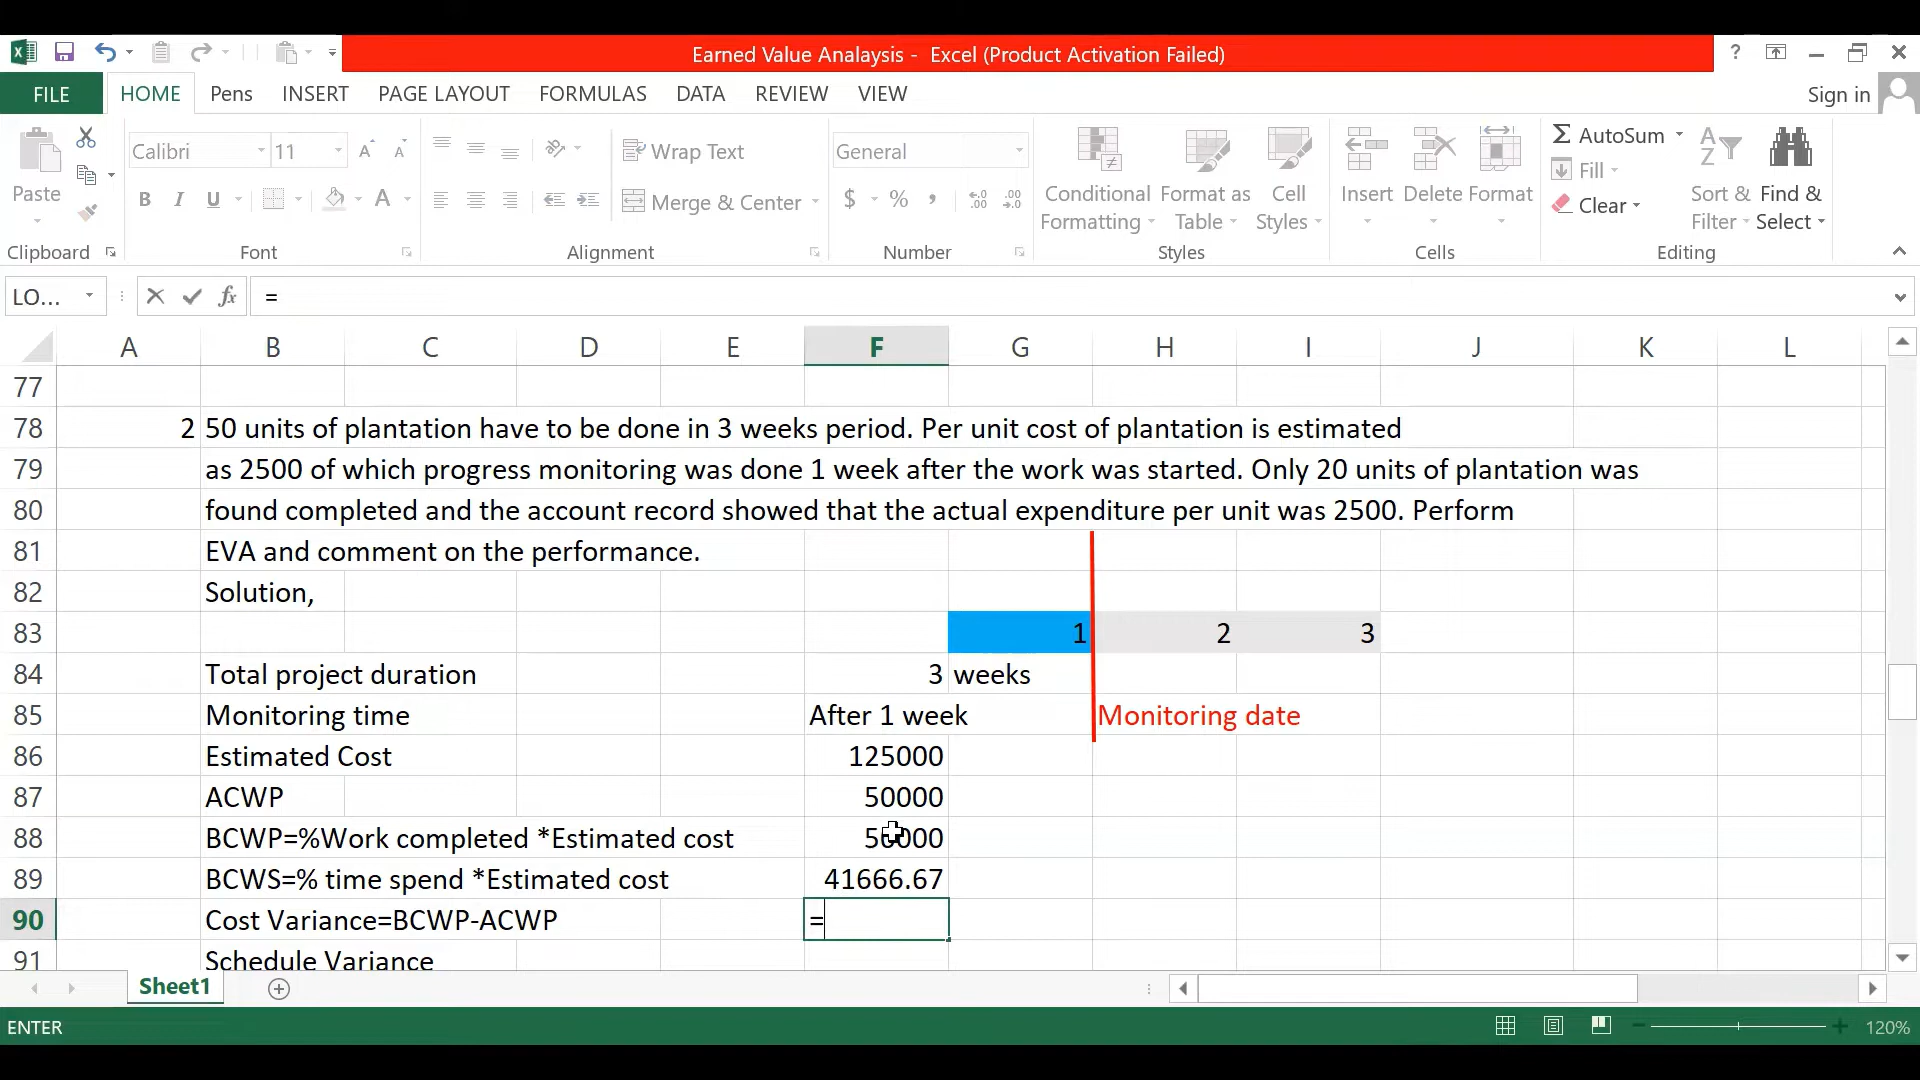 Earned Value Analaysis - Excel (Product Activation Failed)
FILE HOME Pens INSERT PAGE LAYOUT FORMULAS DATA REVIEW VIEW Sign in
Calibri 11 Wrap Text General AutoSum
Paste Merge & Center Conditional Formatting Format as Table Cell Styles Insert Delete Format Fill Clear Sort & Filter Find & Select
Clipboard Font Alignment Number Styles Cells Editing
LO... =
A B C D E F G H I J K L
77
78 2 50 units of plantation have to be done in 3 weeks period. Per unit cost of plantation is estimated
79 as 2500 of which progress monitoring was done 1 week after the work was started. Only 20 units of plantation was
80 found completed and the account record showed that the actual expenditure per unit was 2500. Perform
81 EVA and comment on the performance.
82 Solution,
83 1 2 3
84 Total project duration 3 weeks
85 Monitoring time After 1 week Monitoring date
86 Estimated Cost 125000
87 ACWP 50000
88 BCWP=%Work completed *Estimated cost 50000
89 BCWS=% time spend *Estimated cost 41666.67
90 Cost Variance=BCWP-ACWP =
91 Schedule Variance
Sheet1
ENTER 120%